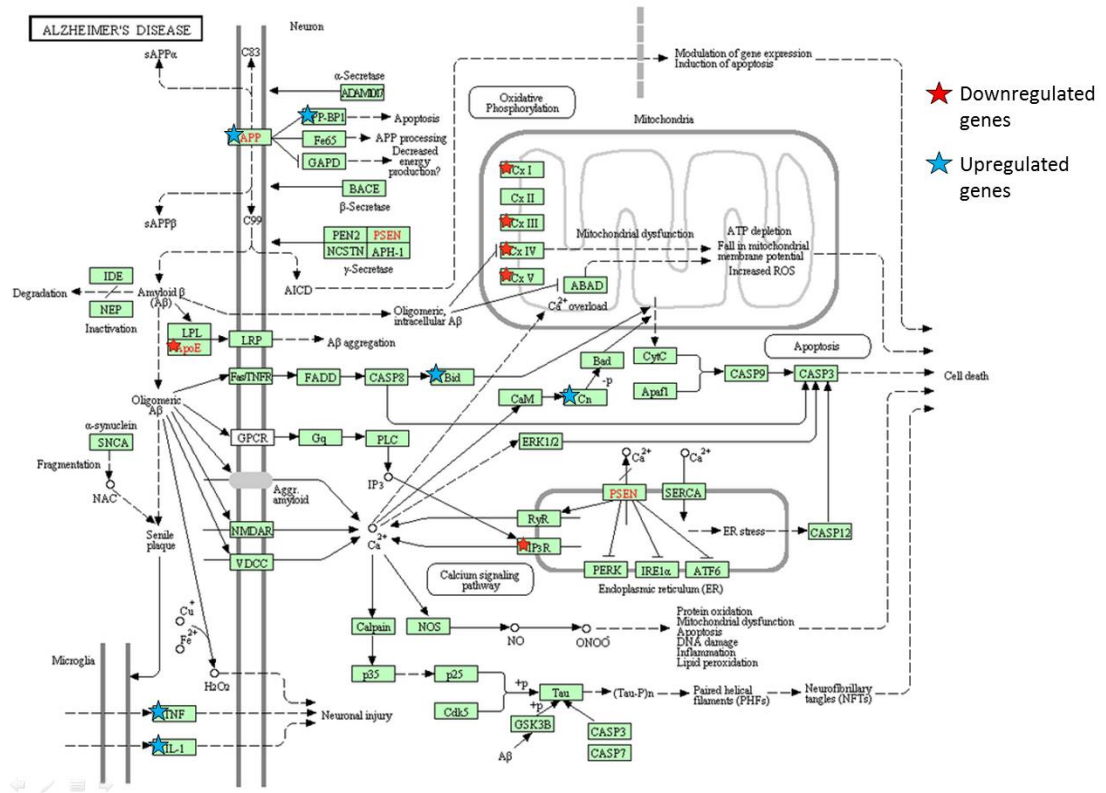 ALZHEIMER'S DISEASE
Neuron
sAPPα
C83
α-Secretase
ADAM10/17
APP
PP-BP1
Apoptosis
Fe65
APP processing
GAPD
Decreased
energy
production?
BACE
β-Secretase
sAPPβ
C99
PEN2
PSEN
NCSTN
APH-1
γ-Secretase
Modulation of gene expression
Induction of apoptosis
Oxidative
Phosphorylation
Mitochondria
Cx I
Cx II
Cx III
Cx IV
Cx V
Mitochondrial dysfunction
ATP depletion
Fall in mitochondrial
membrane potential
Increased ROS
ABAD
Ca2+ overload
Downregulated
genes
Upregulated
genes
IDE
Degradation
NEP
Inactivation
Amyloid β
(Aβ)
AICD
Oligomeric,
intracellular Aβ
LPL
ApoE
LRP
Aβ aggregation
Fas/TNFR
FADD
CASP8
Bid
Bad
-p
CaM
Cn
CytC
Apaf1
CASP9
CASP3
Apoptosis
Cell death
Oligomeric
Aβ
α-synuclein
SNCA
Fragmentation
NAC
GPCR
Gq
PLC
IP3
ERK1/2
Aggr.
amyloid
Senile
plaque
NMDAR
VDCC
Ca2+
Ca2+
Ca2+
PSEN
SERCA
RyR
IP3R
ER stress
CASP12
PERK
IRE1α
ATF6
Endoplasmic reticulum (ER)
Calcium signaling
pathway
Cu+
Fe2+
H2O2
Microglia
TNF
IL-1
Neuronal injury
Calpain
NOS
NO
ONOO-
Protein oxidation
Mitochondrial dysfunction
Apoptosis
DNA damage
Inflammation
Lipid peroxidation
p35
p25
Cdk5
+p
+p
Tau
GSK3B
Aβ
CASP3
CASP7
(Tau-P)n
Paired helical
filaments (PHFs)
Neurofibrillary
tangles (NFTs)